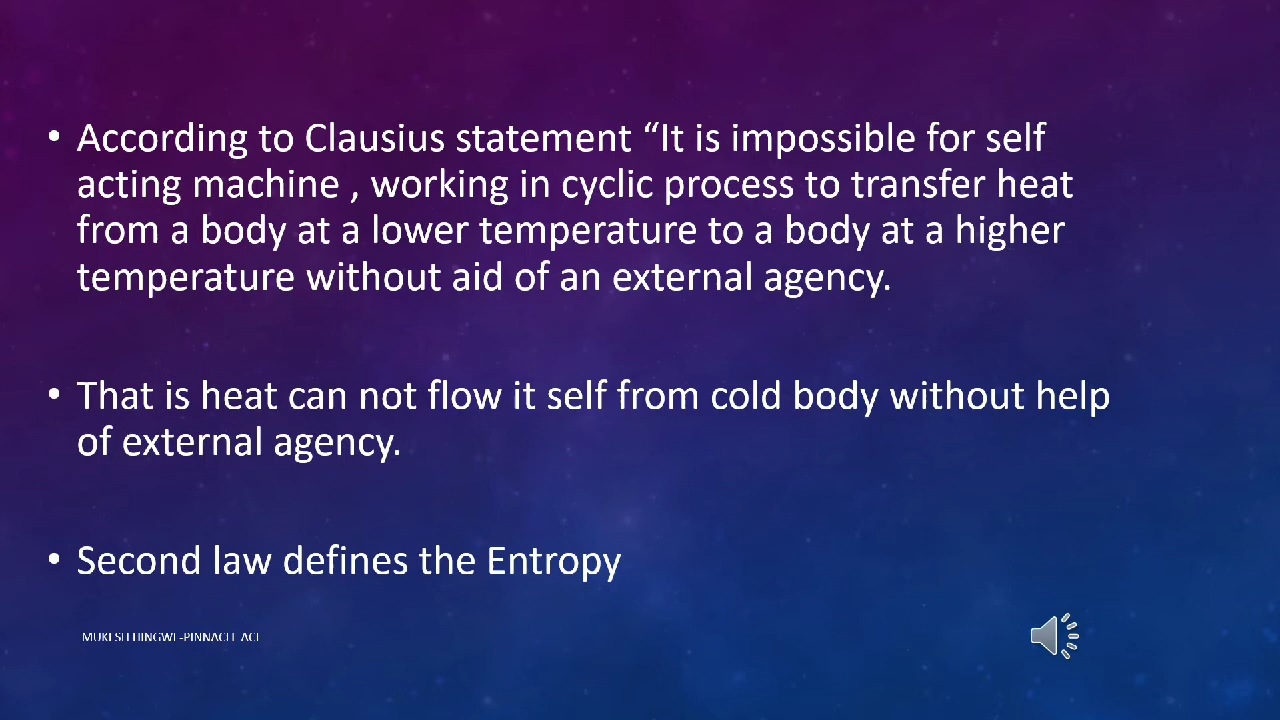 • According to Clausius statement “It is impossible for self
acting machine , working in cyclic process to transfer heat
from a body at a lower temperature to a body at a higher
temperature without aid of an external agency.
• That is heat can not flow it self from cold body without help
of external agency.
• Second law defines the Entropy